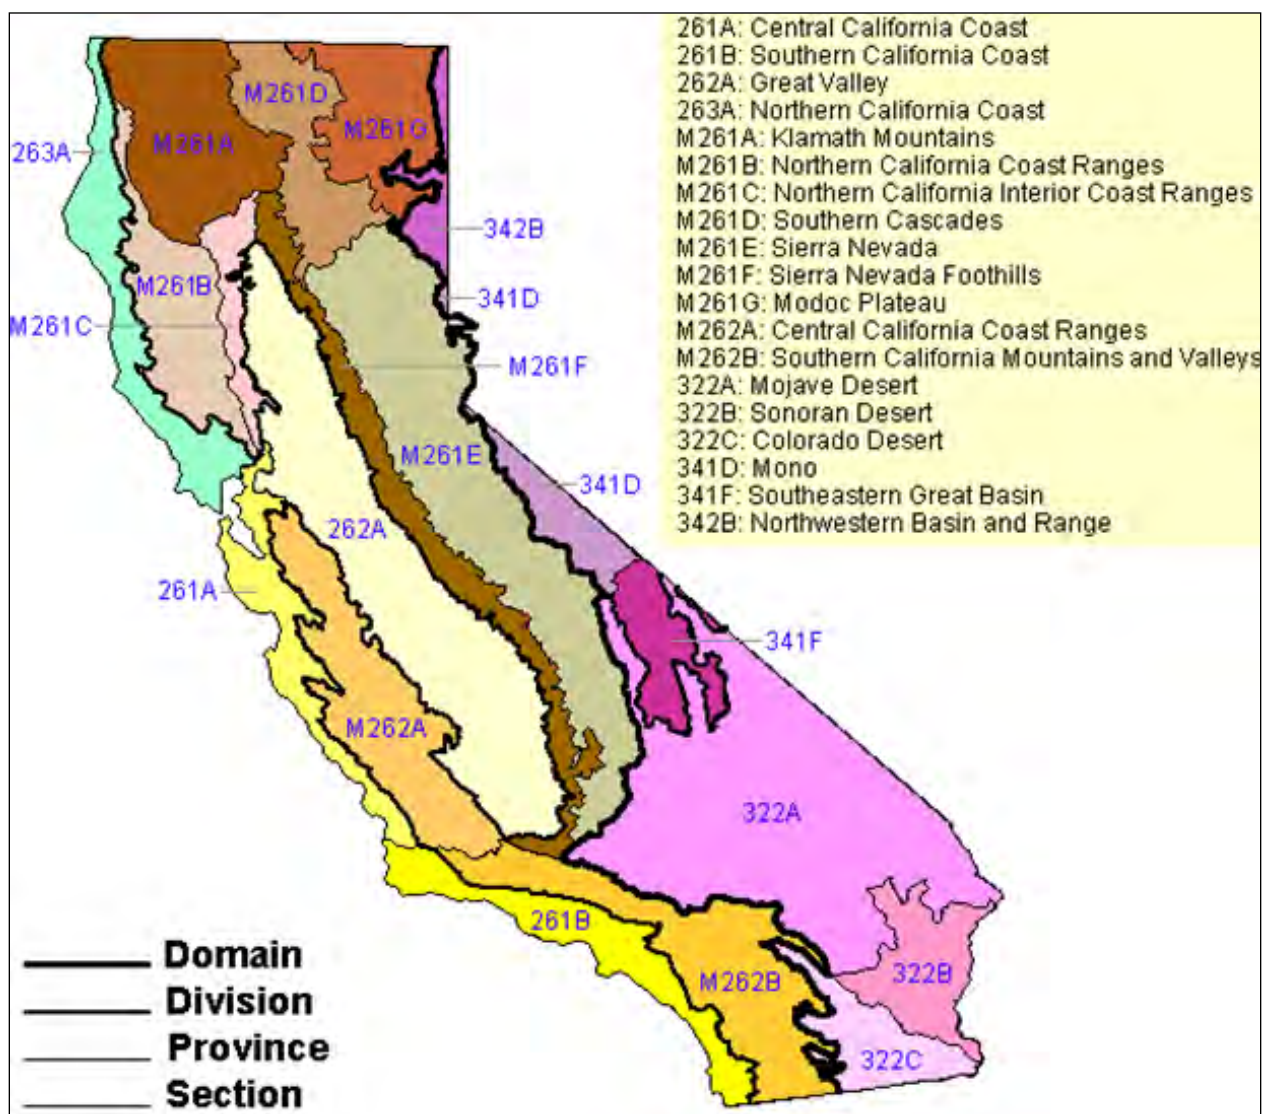 261A: Central California Coast
261B: Southern California Coast
262A: Great Valley
263A: Northern California Coast
M261A: Klamath Mountains
M261B: Northern California Coast Ranges
M261C: Northern California Interior Coast Ranges
M261D: Southern Cascades
M261E: Sierra Nevada
M261F: Sierra Nevada Foothills
M261G: Modoc Plateau
M262A: Central California Coast Ranges
M262B: Southern California Mountains and Valleys
322A: Mojave Desert
322B: Sonoran Desert
322C: Colorado Desert
341D: Mono
341F: Southeastern Great Basin
342B: Northwestern Basin and Range
M261D
M261G
M261A
263A
342B
M261B
341D
M261C
M261F
M261E
341D
262A
261A
341F
M262A
322A
261B
322B
M262B
322C
Domain
Division
Province
Section